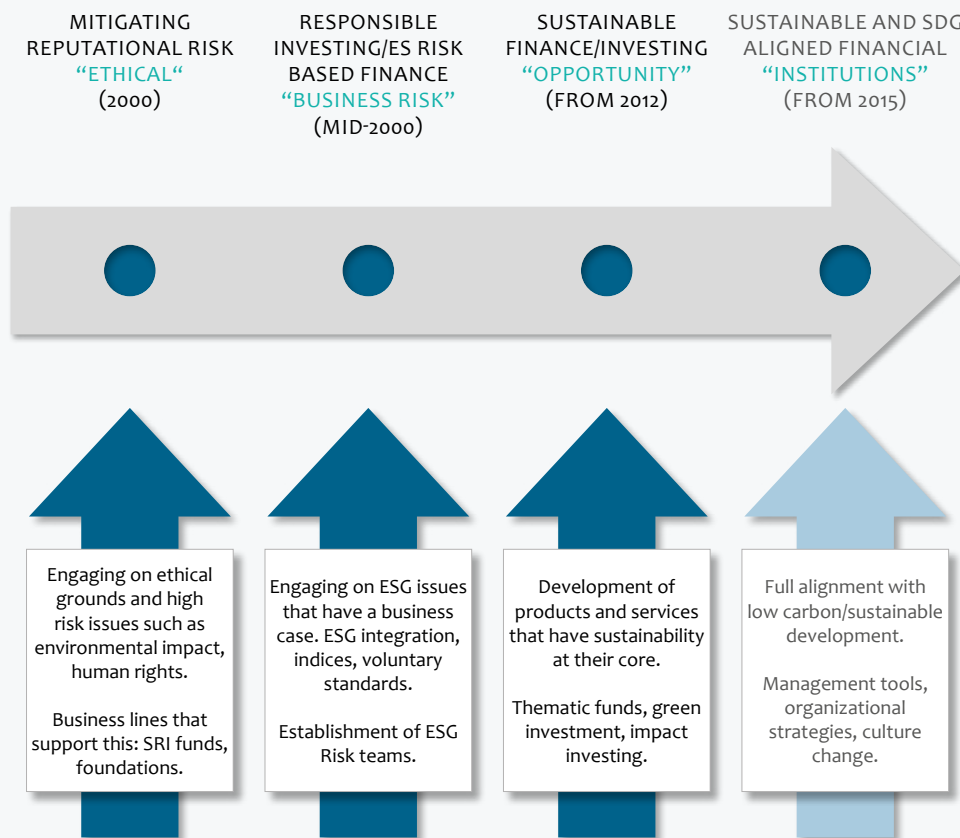 MITIGATING
REPUTATIONAL RISK
“ETHICAL“
(2000)
RESPONSIBLE
INVESTING/ES RISK
BASED FINANCE
“BUSINESS RISK”
(MID-2000)
SUSTAINABLE
FINANCE/INVESTING
“OPPORTUNITY”
(FROM 2012)
SUSTAINABLE AND SDG
ALIGNED FINANCIAL
“INSTITUTIONS”
(FROM 2015)
Engaging on ethical
grounds and high
risk issues such as
environmental impact,
human rights.
Business lines that
support this: SRI funds,
foundations.
Engaging on ESG issues
that have a business
case. ESG integration,
indices, voluntary
standards.
Establishment of ESG
Risk teams.
Development of
products and services
that have sustainability
at their core.
Thematic funds, green
investment, impact
investing.
Full alignment with
low carbon/sustainable
development.
Management tools,
organizational
strategies, culture
change.